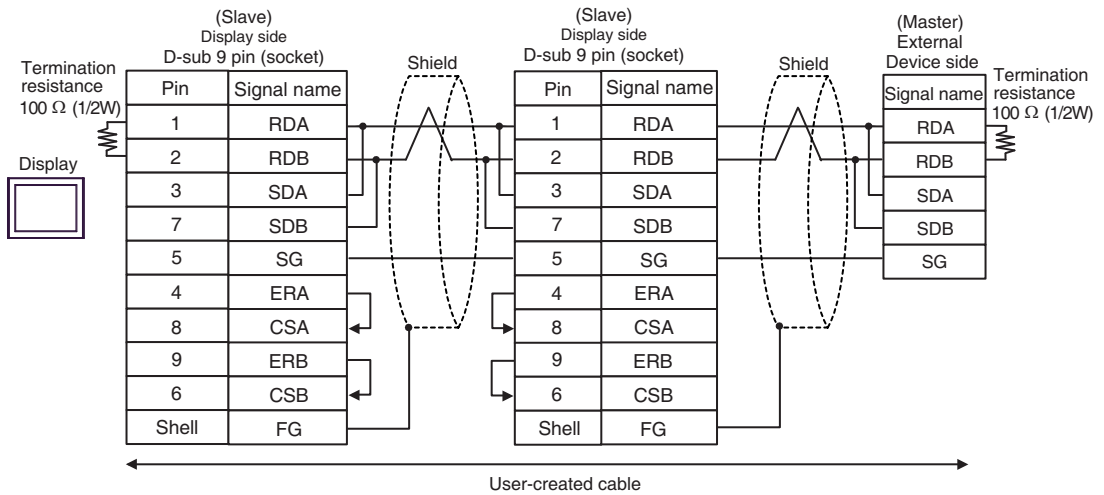 (Slave)
Display side
D-sub 9 pin (socket)
(Slave)
Display side
D-sub 9 pin (socket)
(Master)
External
Device side
Termination
resistance
100 Ω (1/2W)
Shield
Shield
Termination
resistance
100 Ω (1/2W)
Display
Pin Signal name
1 RDA
2 RDB
3 SDA
7 SDB
5 SG
4 ERA
8 CSA
9 ERB
6 CSB
Shell FG
Pin Signal name
1 RDA
2 RDB
3 SDA
7 SDB
5 SG
4 ERA
8 CSA
9 ERB
6 CSB
Shell FG
Signal name
RDA
RDB
SDA
SDB
SG
User-created cable